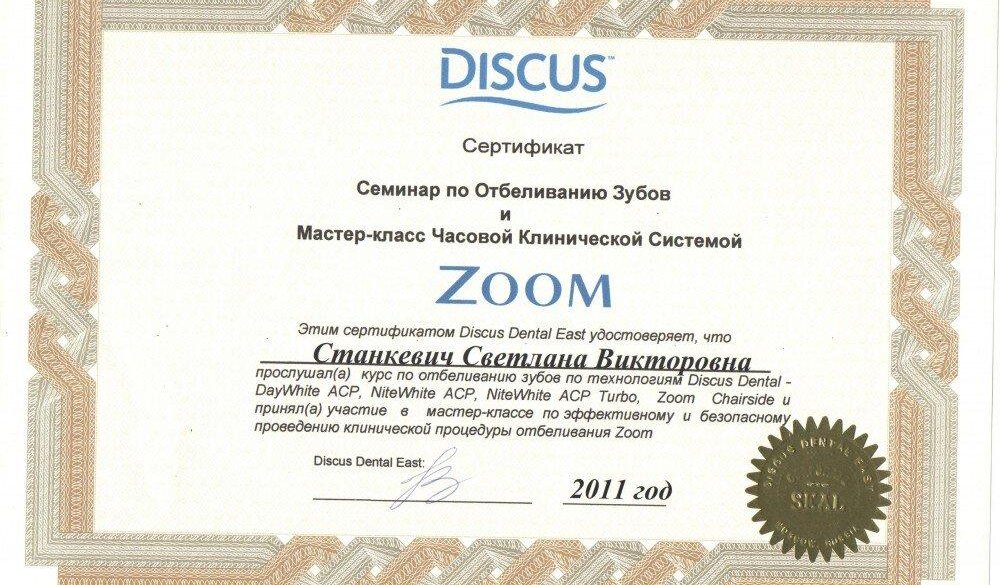 DISCUS™
Сертификат
Семинар по Отбеливанию Зубов
и
Мастер-класс Часовой Клинической Системой
ZOOM
Этим сертификатом Discus Dental East удостоверяет, что
Станкевич Светлана Викторовна
прослушал(а) курс по отбеливанию зубов по технологиям Discus Dental -
DayWhite ACP, NiteWhite ACP, NiteWhite ACP Turbo, Zoom Chairside и
принял(а) участие в мастер-классе по эффективному и безопасному
проведению клинической процедуры отбеливания Zoom
Discus Dental East:
2011 год
DISCUS DENTAL EAST
SEAL